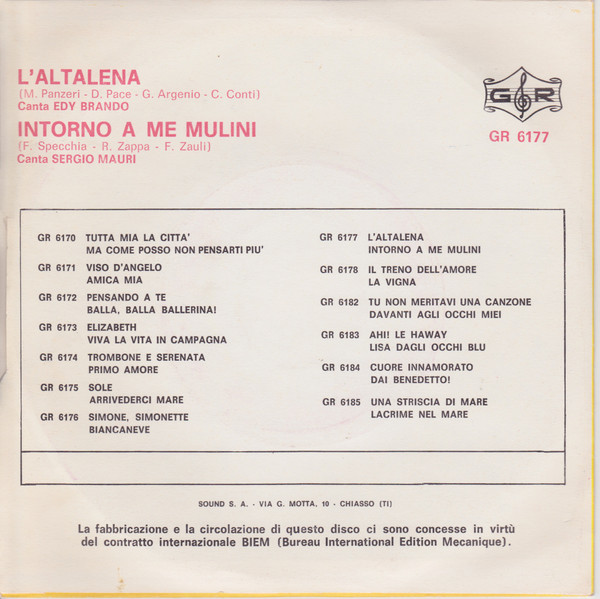 L'ALTALENA
(M. Panzeri - D. Pace - G. Argenio - C. Conti)
Canta EDY BRANDO
INTORNO A ME MULINI
(F. Specchia - R. Zappa - F. Zauli)
Canta SERGIO MAURI
G R
GR 6177
GR 6170 TUTTA MIA LA CITTA'
MA COME POSSO NON PENSARTI PIU'
GR 6171 VISO D'ANGELO
AMICA MIA
GR 6172 PENSANDO A TE
BALLA, BALLA BALLERINA!
GR 6173 ELIZABETH
VIVA LA VITA IN CAMPAGNA
GR 6174 TROMBONE E SERENATA
PRIMO AMORE
GR 6175 SOLE
ARRIVEDERCI MARE
GR 6176 SIMONE, SIMONETTE
BIANCANEVE
GR 6177 L'ALTALENA
INTORNO A ME MULINI
GR 6178 IL TRENO DELL'AMORE
LA VIGNA
GR 6182 TU NON MERITAVI UNA CANZONE
DAVANTI AGLI OCCHI MIEI
GR 6183 AHI! LE HAWAY
LISA DAGLI OCCHI BLU
GR 6184 CUORE INNAMORATO
DAI BENEDETTO!
GR 6185 UNA STRISCIA DI MARE
LACRIME NEL MARE
SOUND S. A. - VIA G. MOTTA, 10 - CHIASSO (TI)
La fabbricazione e la circolazione di questo disco ci sono concesse in virtù
del contratto internazionale BIEM (Bureau International Edition Mecanique).